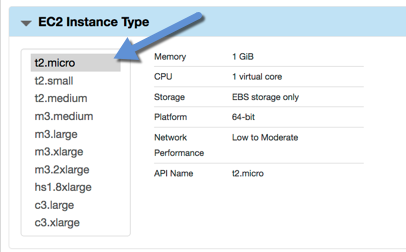 EC2 Instance Type
t2.micro
t2.small
t2.medium
m3.medium
m3.large
m3.xlarge
m3.2xlarge
hs1.8xlarge
c3.large
c3.xlarge
Memory 1 GiB
CPU 1 virtual core
Storage EBS storage only
Platform 64-bit
Network Low to Moderate
Performance
API Name t2.micro